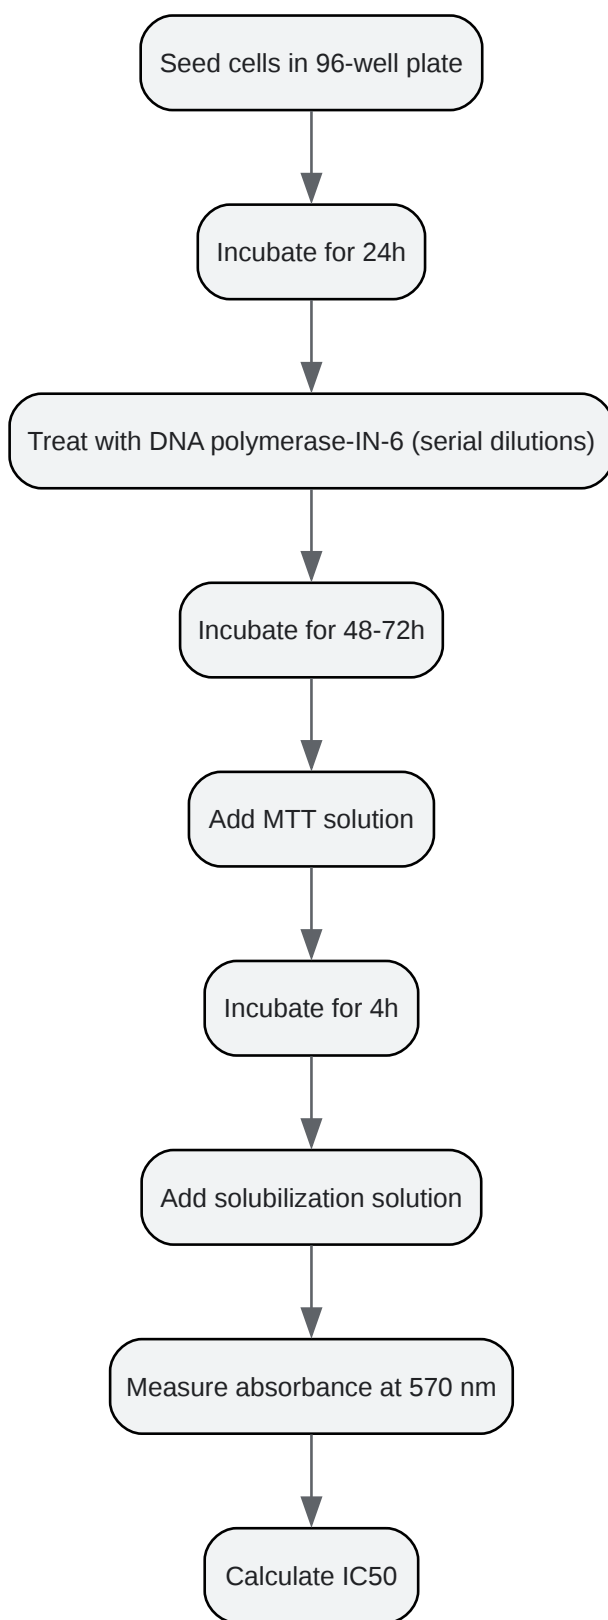 Seed cells in 96-well plate
Incubate for 24h
Treat with DNA polymerase-IN-6 (serial dilutions)
Incubate for 48-72h
Add MTT solution
Incubate for 4h
Add solubilization solution
Measure absorbance at 570 nm
Calculate IC50